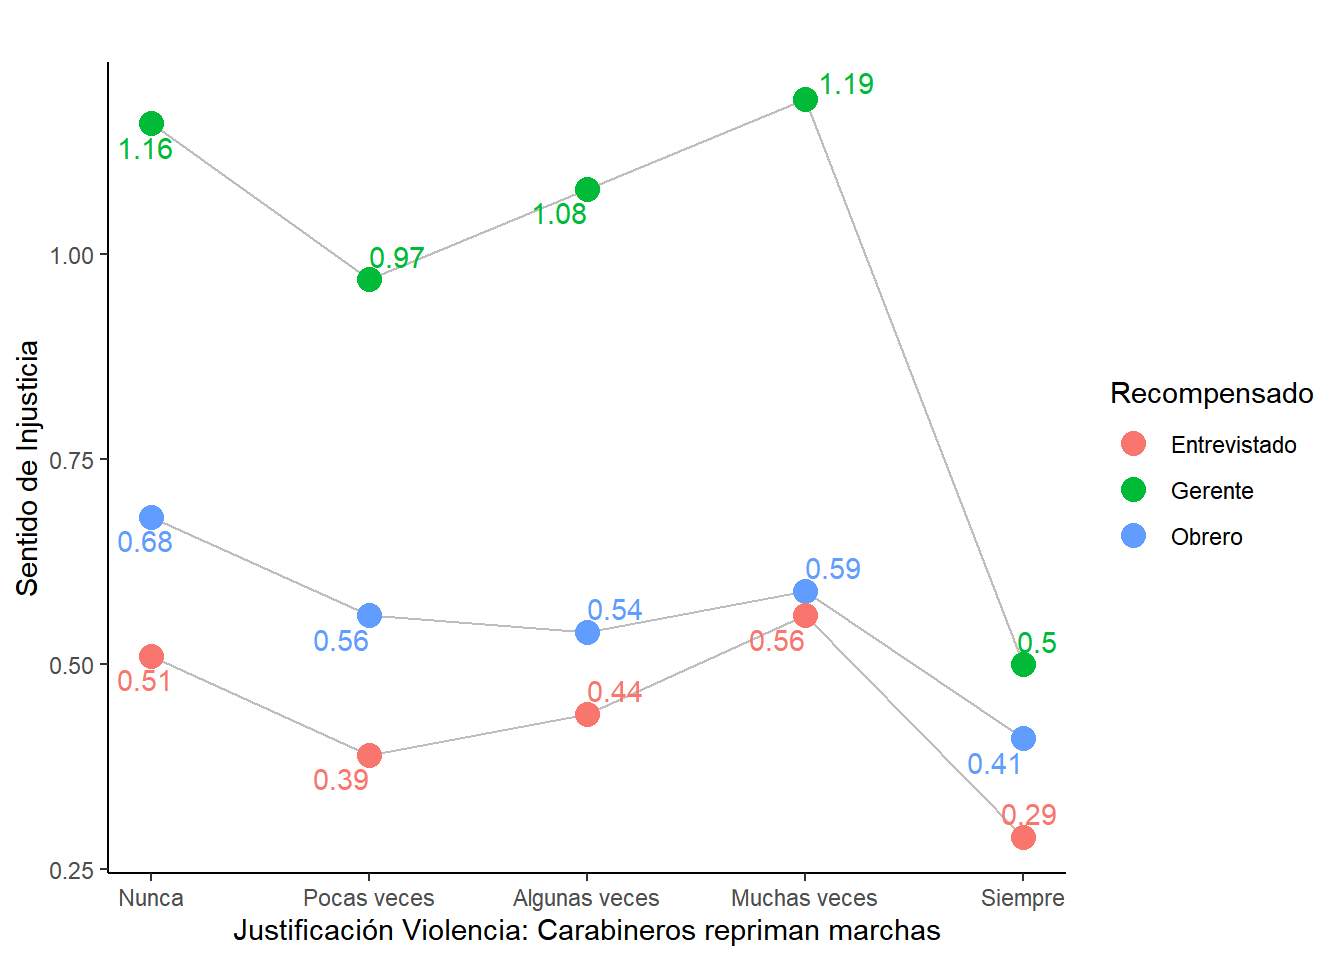 1.19
1.16
0.97
1.08
1.00
0.75
0.68
0.59
0.54
0.56
0.56
0.50
0.5
0.51
0.44
0.41
0.39
0.29
0.25
Nunca
Pocas veces
Algunas veces
Muchas veces
Siempre
Justificación Violencia: Carabineros repriman marchas
Sentido de Injusticia
Recompensado
Entrevistado
Gerente
Obrero